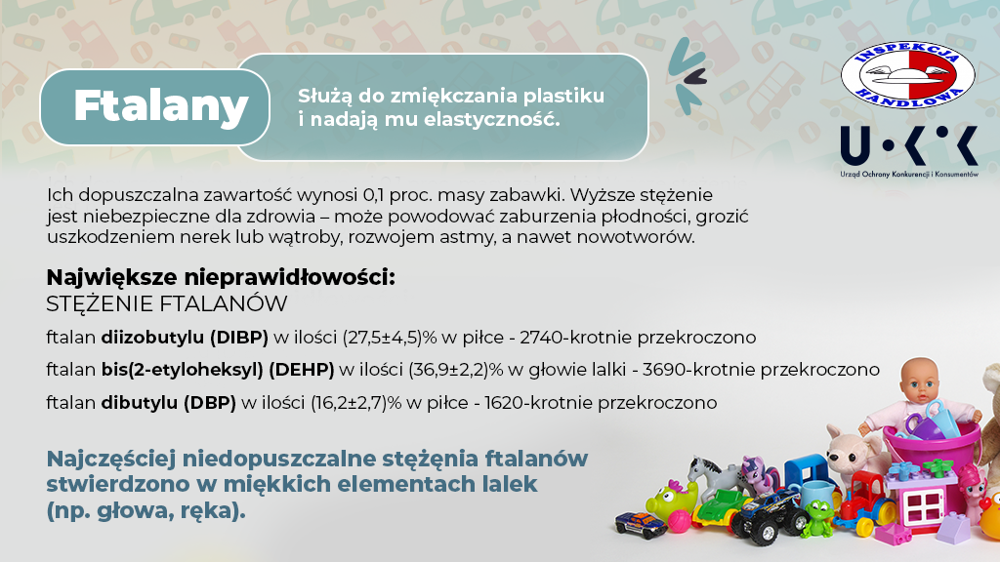 Ftalany
Służą do zmiękczania plastiku
i nadają mu elastyczność.
INSPEKCJA
HANDLOWA
UOKiK
Urząd Ochrony Konkurencji i Konsumentów
Ich dopuszczalna zawartość wynosi 0,1 proc. masy zabawki. Wyższe stężenie
jest niebezpieczne dla zdrowia – może powodować zaburzenia płodności, grozić
uszkodzeniem nerek lub wątroby, rozwojem astmy, a nawet nowotworów.
Największe nieprawidłowości:
STĘŻENIE FTALANÓW
ftalan diizobutylu (DIBP) w ilości (27,5±4,5)% w piłce - 2740-krotnie przekroczono
ftalan bis(2-etyloheksyl) (DEHP) w ilości (36,9±2,2)% w głowie lalki - 3690-krotnie przekroczono
ftalan dibutylu (DBP) w ilości (16,2±2,7)% w piłce - 1620-krotnie przekroczono
Najczęściej niedopuszczalne stężęnia ftalanów
stwierdzono w miękkich elementach lalek
(np. głowa, ręka).